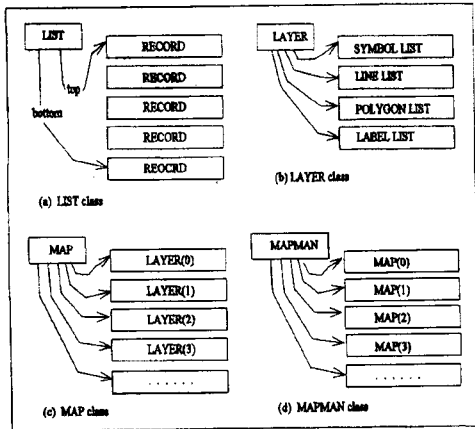 LIST
RECORD
RECORD
RECORD
RECORD
REOCRD
top
bottom
(a) LIST class
LAYER
SYMBOL LIST
LINE LIST
POLYGON LIST
LABEL LIST
(b) LAYER class
MAP
LAYER(0)
LAYER(1)
LAYER(2)
LAYER(3)
. . . . . .
(c) MAP class
MAPMAN
MAP(0)
MAP(1)
MAP(2)
MAP(3)
. . . . . .
(d) MAPMAN class